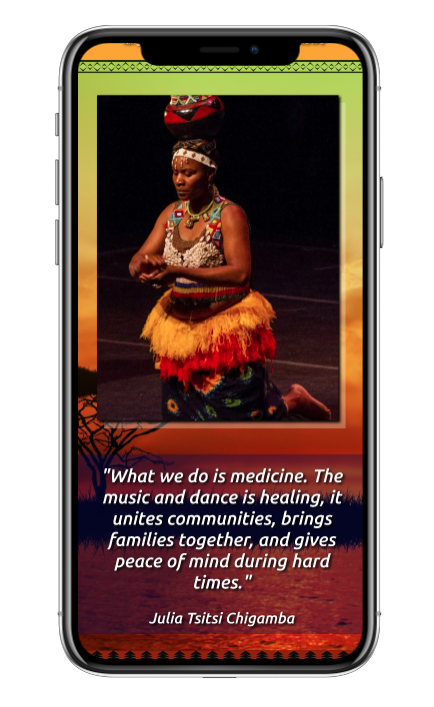 "What we do is medicine. The
music and dance is healing, it
unites communities, brings
families together, and gives
peace of mind during hard
times."
Julia Tsitsi Chigamba